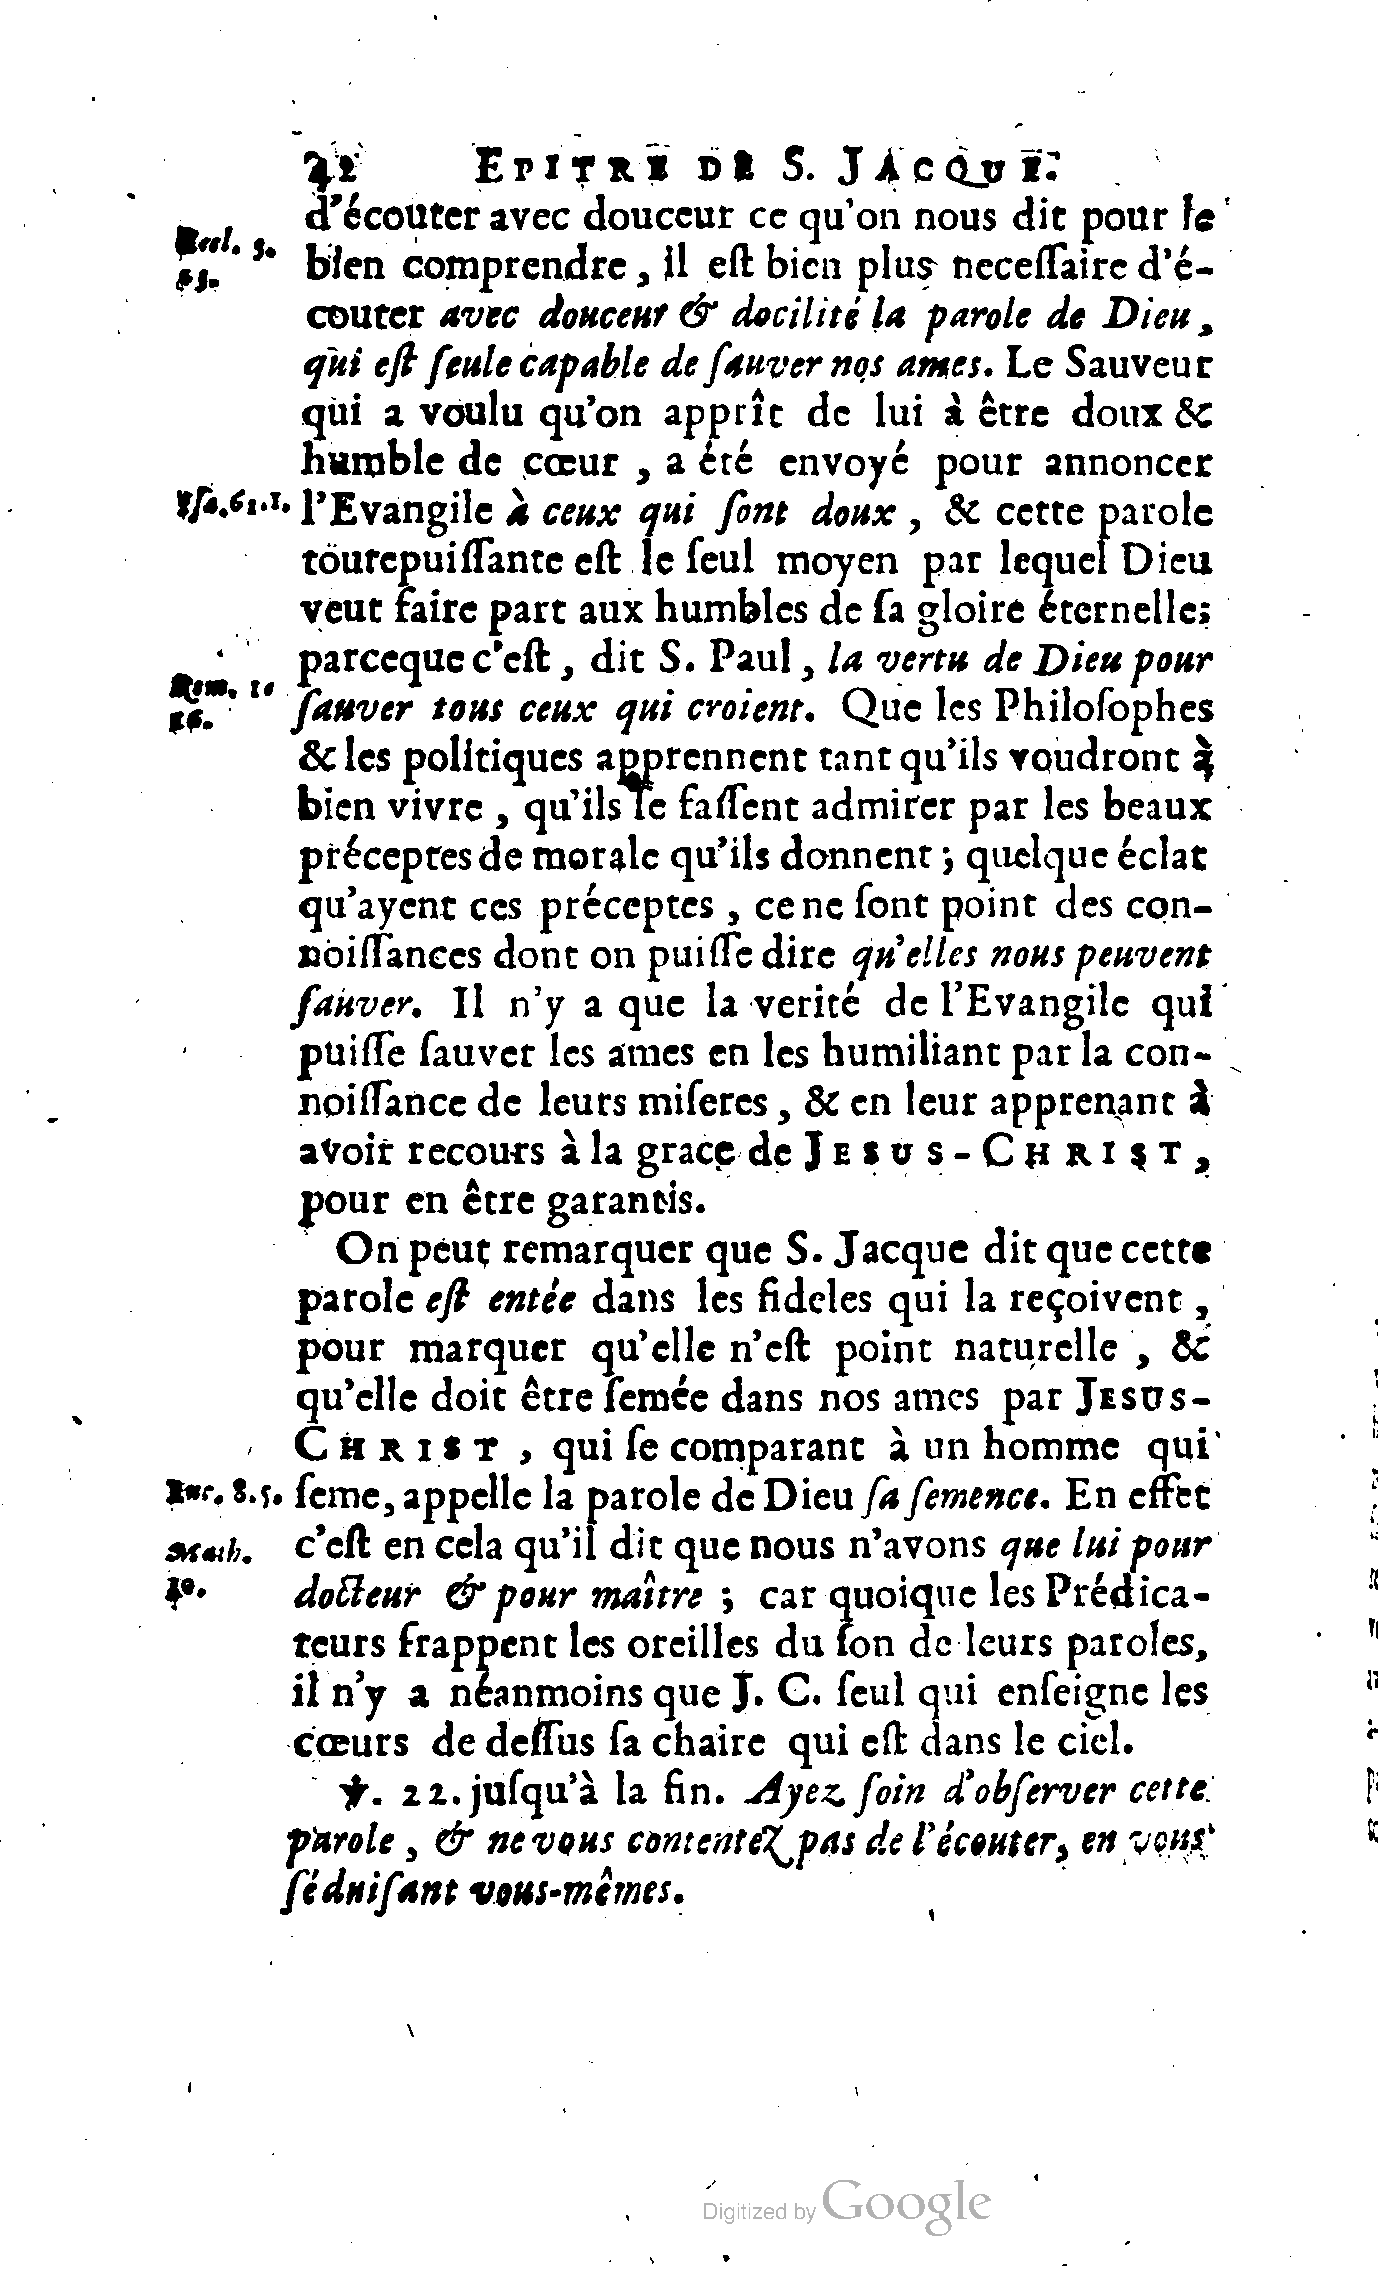 42 EPITRE DE S. JACQUE.
d'écouter avec douceur ce qu'on nous dit pour le
Eccl. 5.
bien comprendre, il eſt bien plus neceſſaire d'é-
13.
couter avec douceur & docilité la parole de Dieu,
qui eſt ſeule capable de ſauver nos ames. Le Sauveur
qui a voulu qu'on apprît de lui à être doux &
humble de cœur, a été envoyé pour annoncer
Iſa. 61. 1.
l'Evangile à ceux qui ſont doux, & cette parole
toutepuiſſante eſt le ſeul moyen par lequel Dieu
veut faire part aux humbles de ſa gloire éternelle;
parceque c'eſt, dit S. Paul, la vertu de Dieu pour
Rom. 1.
16.
ſauver tous ceux qui croient. Que les Philoſophes
& les politiques apprennent tant qu'ils voudront à
bien vivre, qu'ils ſe faſſent admirer par les beaux
préceptes de morale qu'ils donnent; quelque éclat
qu'ayent ces préceptes, ce ne ſont point des con-
noiſſances dont on puiſſe dire qu'elles nous peuvent
ſauver. Il n'y a que la verité de l'Evangile qui
puiſſe ſauver les ames en les humiliant par la con-
noiſſance de leurs miſeres, & en leur apprenant à
avoir recours à la grace de JESUS-CHRIST,
pour en être garantis.
On peut remarquer que S. Jacque dit que cette
parole eſt entée dans les fideles qui la reçoivent,
pour marquer qu'elle n'eſt point naturelle, &
qu'elle doit être ſemée dans nos ames par JESUS-
CHRIST, qui ſe comparant à un homme qui
Luc. 8. 5.
ſeme, appelle la parole de Dieu ſa ſemence. En effet
Matth.
c'eſt en cela qu'il dit que nous n'avons que lui pour
docteur & pour maître; car quoique les Prédica-
teurs frappent les oreilles du ſon de leurs paroles,
il n'y a néanmoins que J. C. ſeul qui enſeigne les
cœurs de deſſus ſa chaire qui eſt dans le ciel.
℣. 22. juſqu'à la fin. Ayez ſoin d'obſerver cette
parole, & ne vous contentez pas de l'écouter, en vous
ſéduiſant vous-mêmes.
Digitized by Google